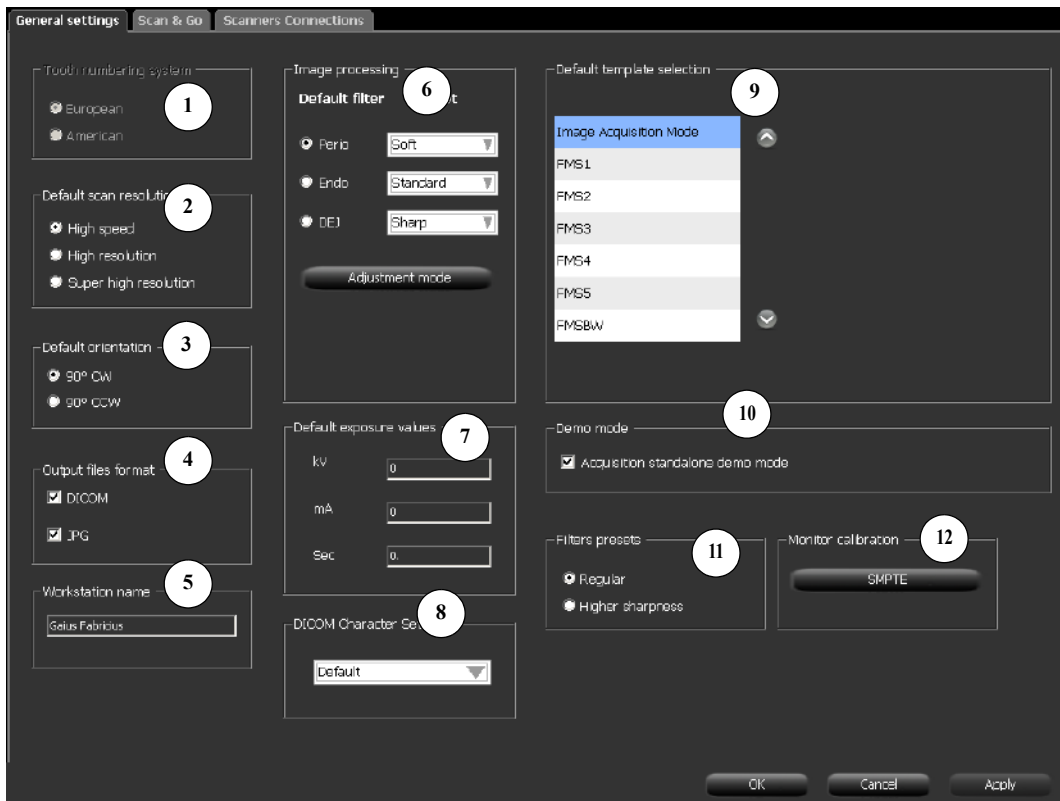 General settings
Scan & Go
Scanners Connections
Tooth numbering system
1
European
American
Default scan resolution
2
High speed
High resolution
Super high resolution
Default orientation
3
90° CW
90° CCW
Output files format
4
DICOM
JPG
Workstation name
5
Gaius Fabricius
Image processing
6
Default filter
Perio
Soft
Endo
Standard
DEJ
Sharp
Adjustment mode
Default exposure values
7
kV
0
mA
0
Sec
0.
DICOM Character
8
Default
Default template selection
9
Image Acquisition Mode
FMS1
FMS2
FMS3
FMS4
FMS5
FMSBW
10
Demo mode
Acquisition standalone demo mode
Filters presets
11
Regular
Higher sharpness
Monitor calibration
12
SMPTE
OK
Cancel
Apply